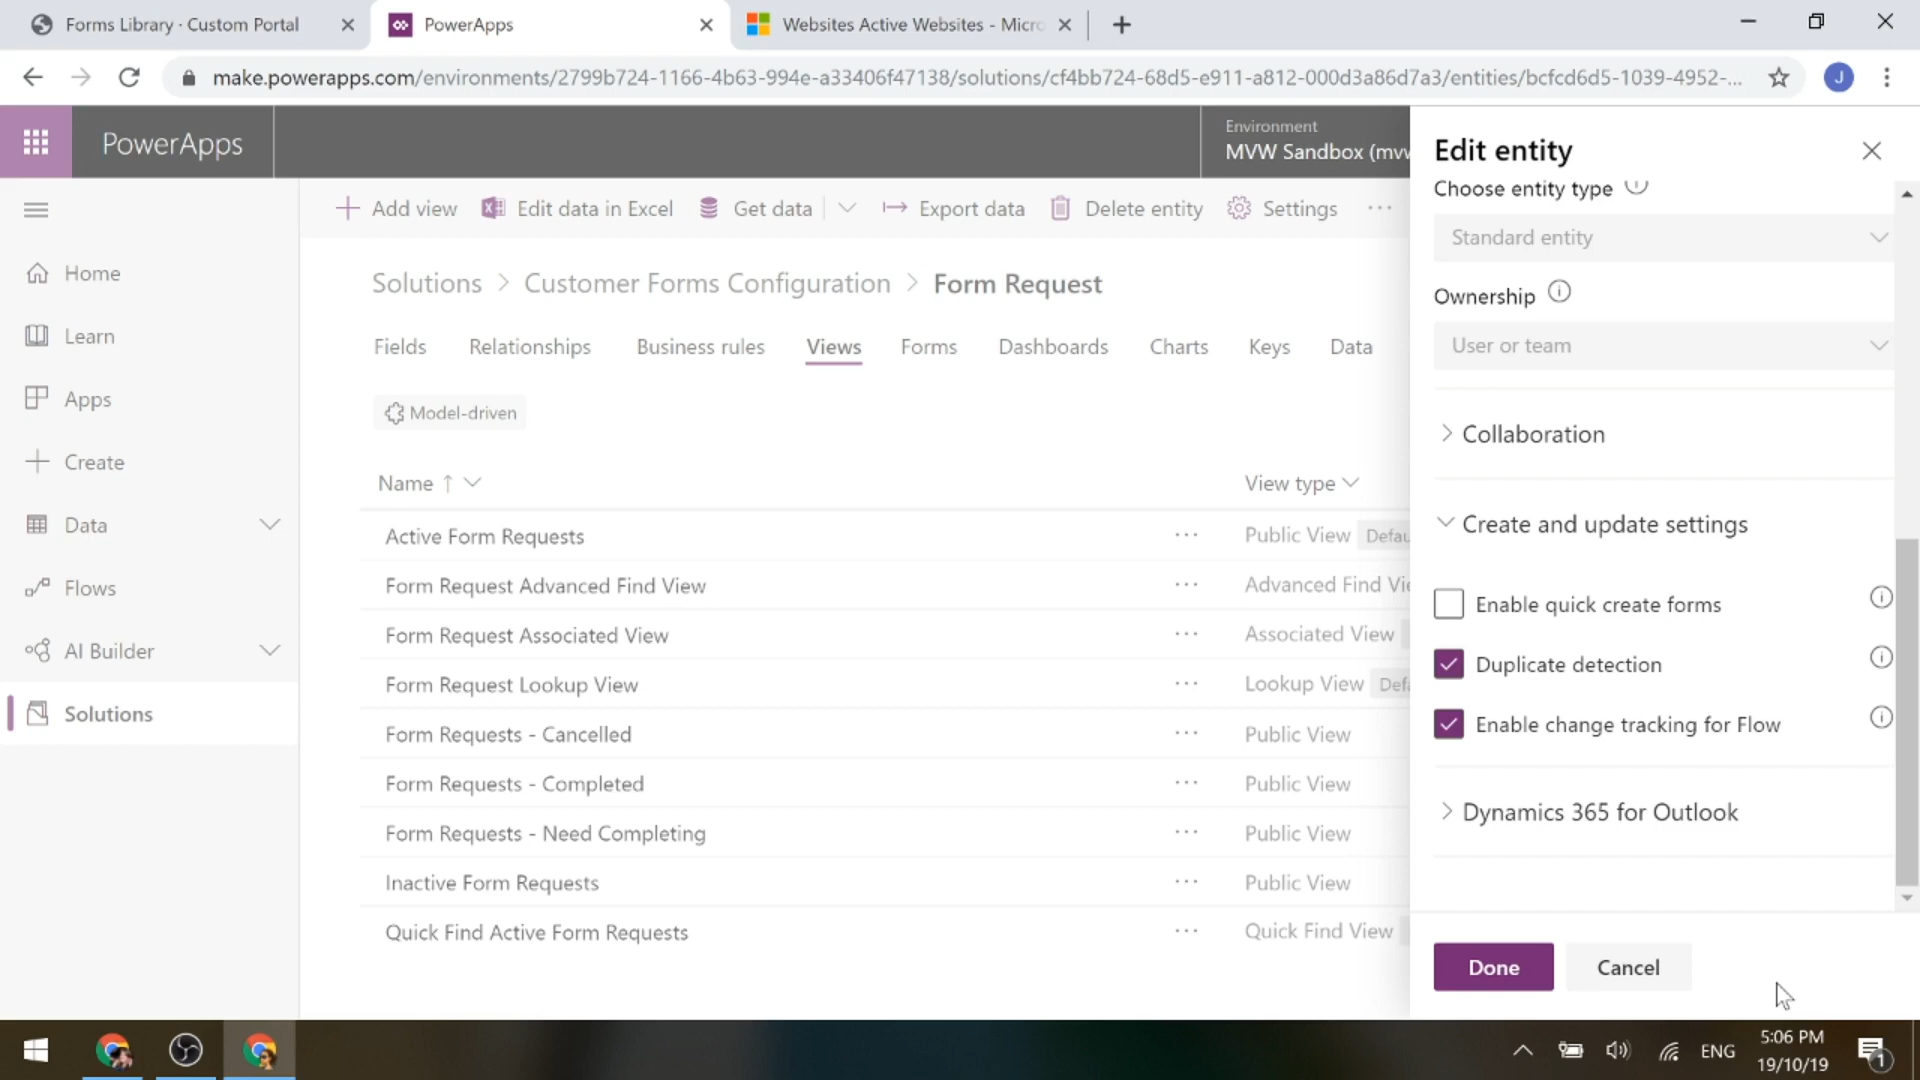 Forms Library · Custom Portal
PowerApps
Websites Active Websites - Micro
make.powerapps.com/environments/2799b724-1166-4b63-994e-a33406f47138/solutions/cf4bb724-68d5-e911-a812-000d3a86d7a3/entities/bcfcd6d5-1039-4952-...
J
PowerApps
Environment
MVW Sandbox (mvw
Add view
Edit data in Excel
Get data
Export data
Delete entity
Settings
Home
Learn
Apps
Create
Data
Flows
AI Builder
Solutions
Solutions > Customer Forms Configuration > Form Request
Fields
Relationships
Business rules
Views
Forms
Dashboards
Charts
Keys
Data
Model-driven
Name
View type
Active Form Requests
Public View
Defau
Form Request Advanced Find View
Advanced Find Vie
Form Request Associated View
Associated View
Form Request Lookup View
Lookup View
Defa
Form Requests - Cancelled
Public View
Form Requests - Completed
Public View
Form Requests - Need Completing
Public View
Inactive Form Requests
Public View
Quick Find Active Form Requests
Quick Find View
Edit entity
Choose entity type
Standard entity
Ownership
User or team
Collaboration
Create and update settings
Enable quick create forms
Duplicate detection
Enable change tracking for Flow
Dynamics 365 for Outlook
Done
Cancel
ENG
5:06 PM
19/10/19
1